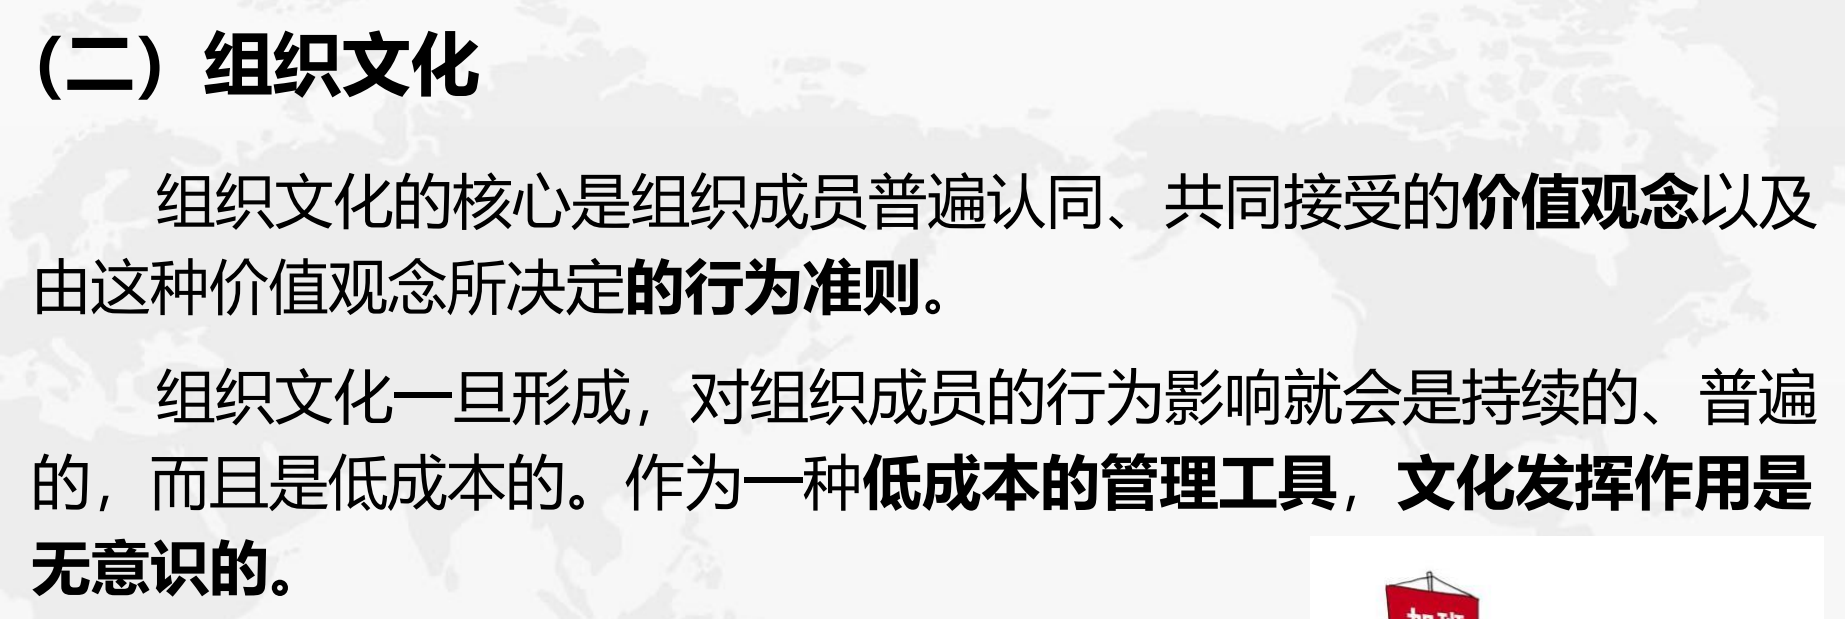 （二）组织文化
组织文化的核心是组织成员普遍认同、共同接受的价值观念以及
由这种价值观念所决定的行为准则。
组织文化一旦形成，对组织成员的行为影响就会是持续的、普遍
的，而且是低成本的。作为一种低成本的管理工具，文化发挥作用是
无意识的。